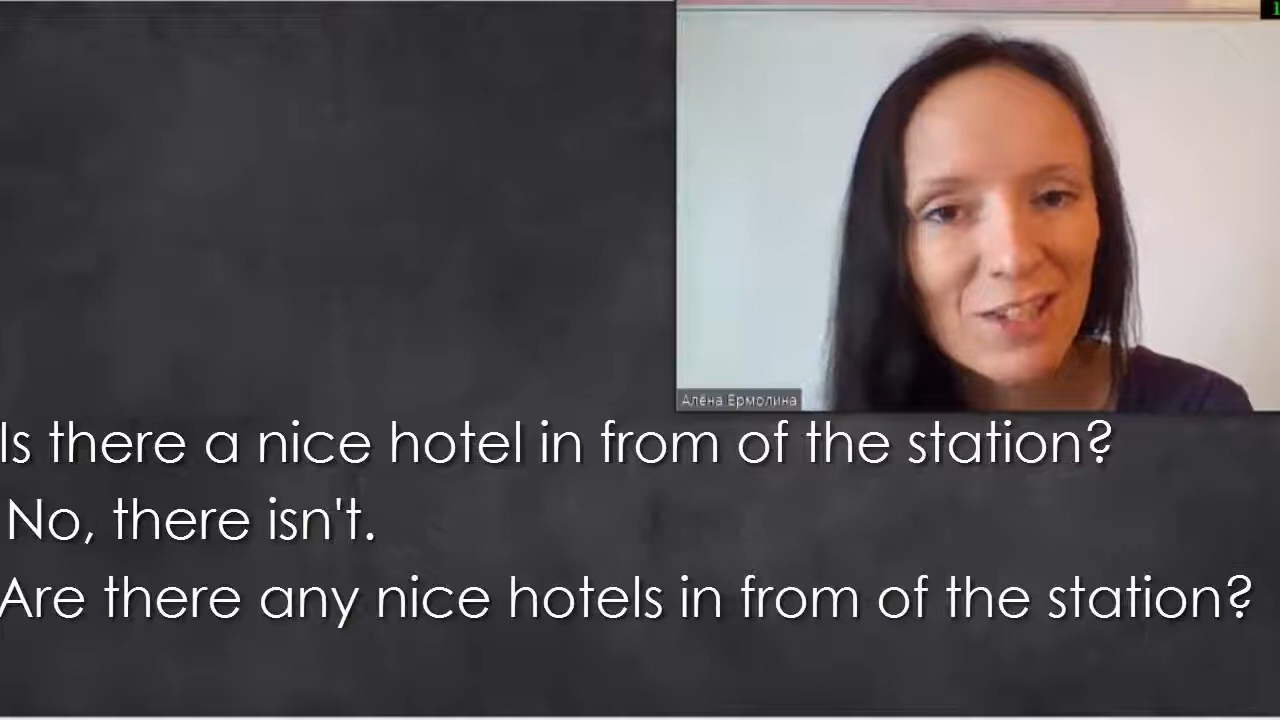 Алёна Ермолина
Is there a nice hotel in from of the station?
No, there isn't.
Are there any nice hotels in from of the station?